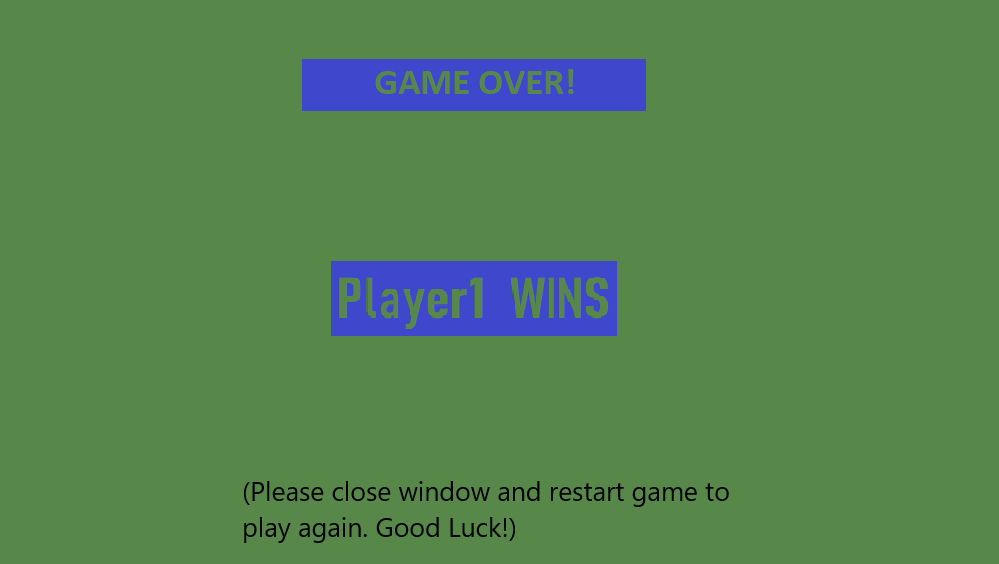 GAME OVER!
Player1 WINS
(Please close window and restart game to
play again. Good Luck!)